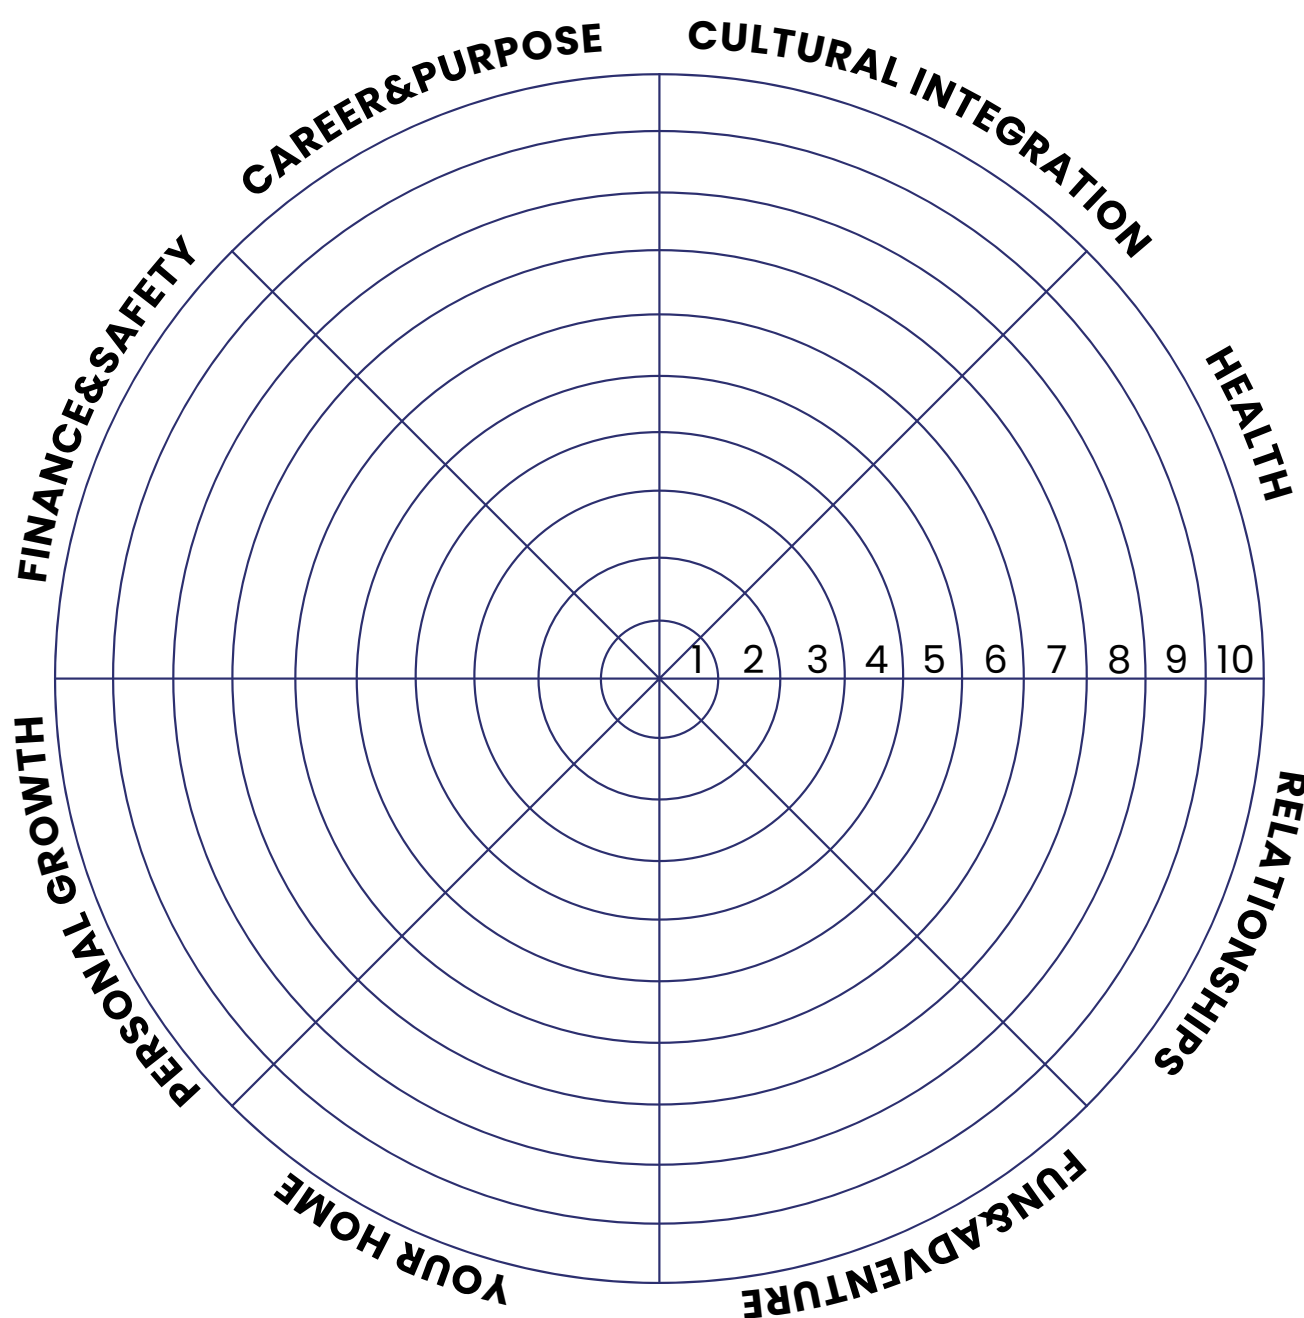 CAREER&PURPOSE
CULTURAL INTEGRATION
HEALTH
RELATIONSHIPS
FUN&ADVENTURE
YOUR HOME
PERSONAL GROWTH
FINANCE&SAFETY
1 2 3 4 5 6 7 8 9 10